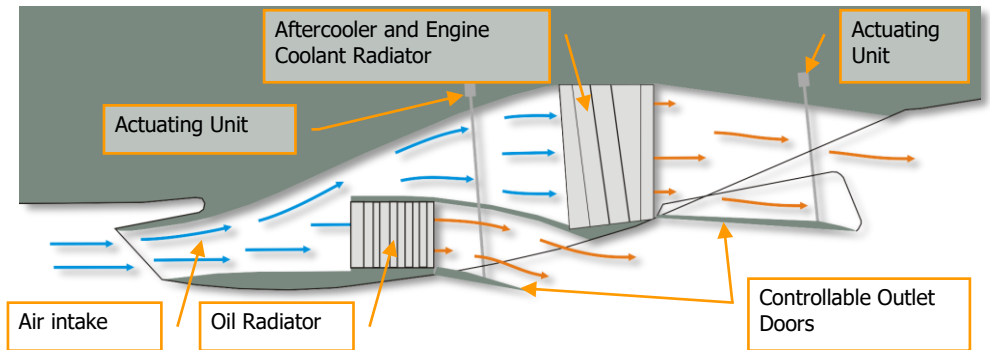 Aftercooler and Engine
Coolant Radiator
Actuating
Unit
Actuating Unit
Air intake
Oil Radiator
Controllable Outlet
Doors